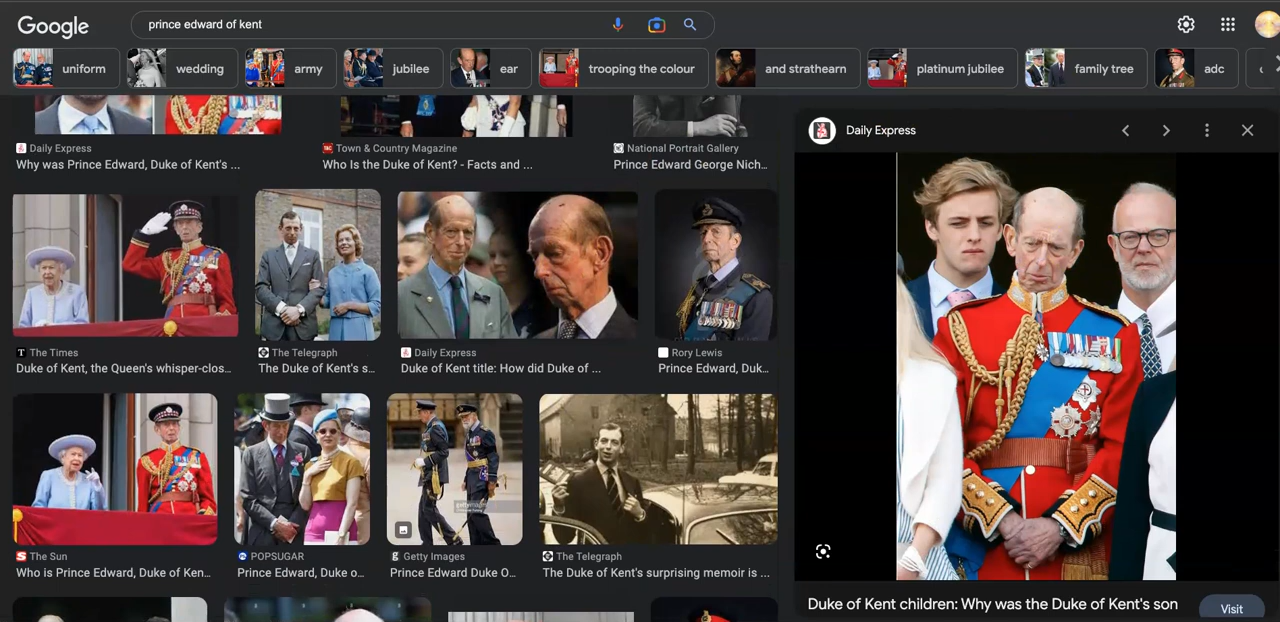 Google
prince edward of kent
uniform
wedding
army
jubilee
ear
trooping the colour
and strathearn
platinum jubilee
family tree
adc
Daily Express
Why was Prince Edward, Duke of Kent's ...
Town & Country Magazine
Who Is the Duke of Kent? - Facts and ...
National Portrait Gallery
Prince Edward George Nich...
The Times
Duke of Kent, the Queen's whisper-clos...
The Telegraph
The Duke of Kent's s...
Daily Express
Duke of Kent title: How did Duke of ...
Rory Lewis
Prince Edward, Duk...
The Sun
Who is Prince Edward, Duke of Ken...
POPSUGAR
Prince Edward, Duke o...
Getty Images
Prince Edward Duke O...
The Telegraph
The Duke of Kent's surprising memoir is ...
Daily Express
Duke of Kent children: Why was the Duke of Kent's son
Visit